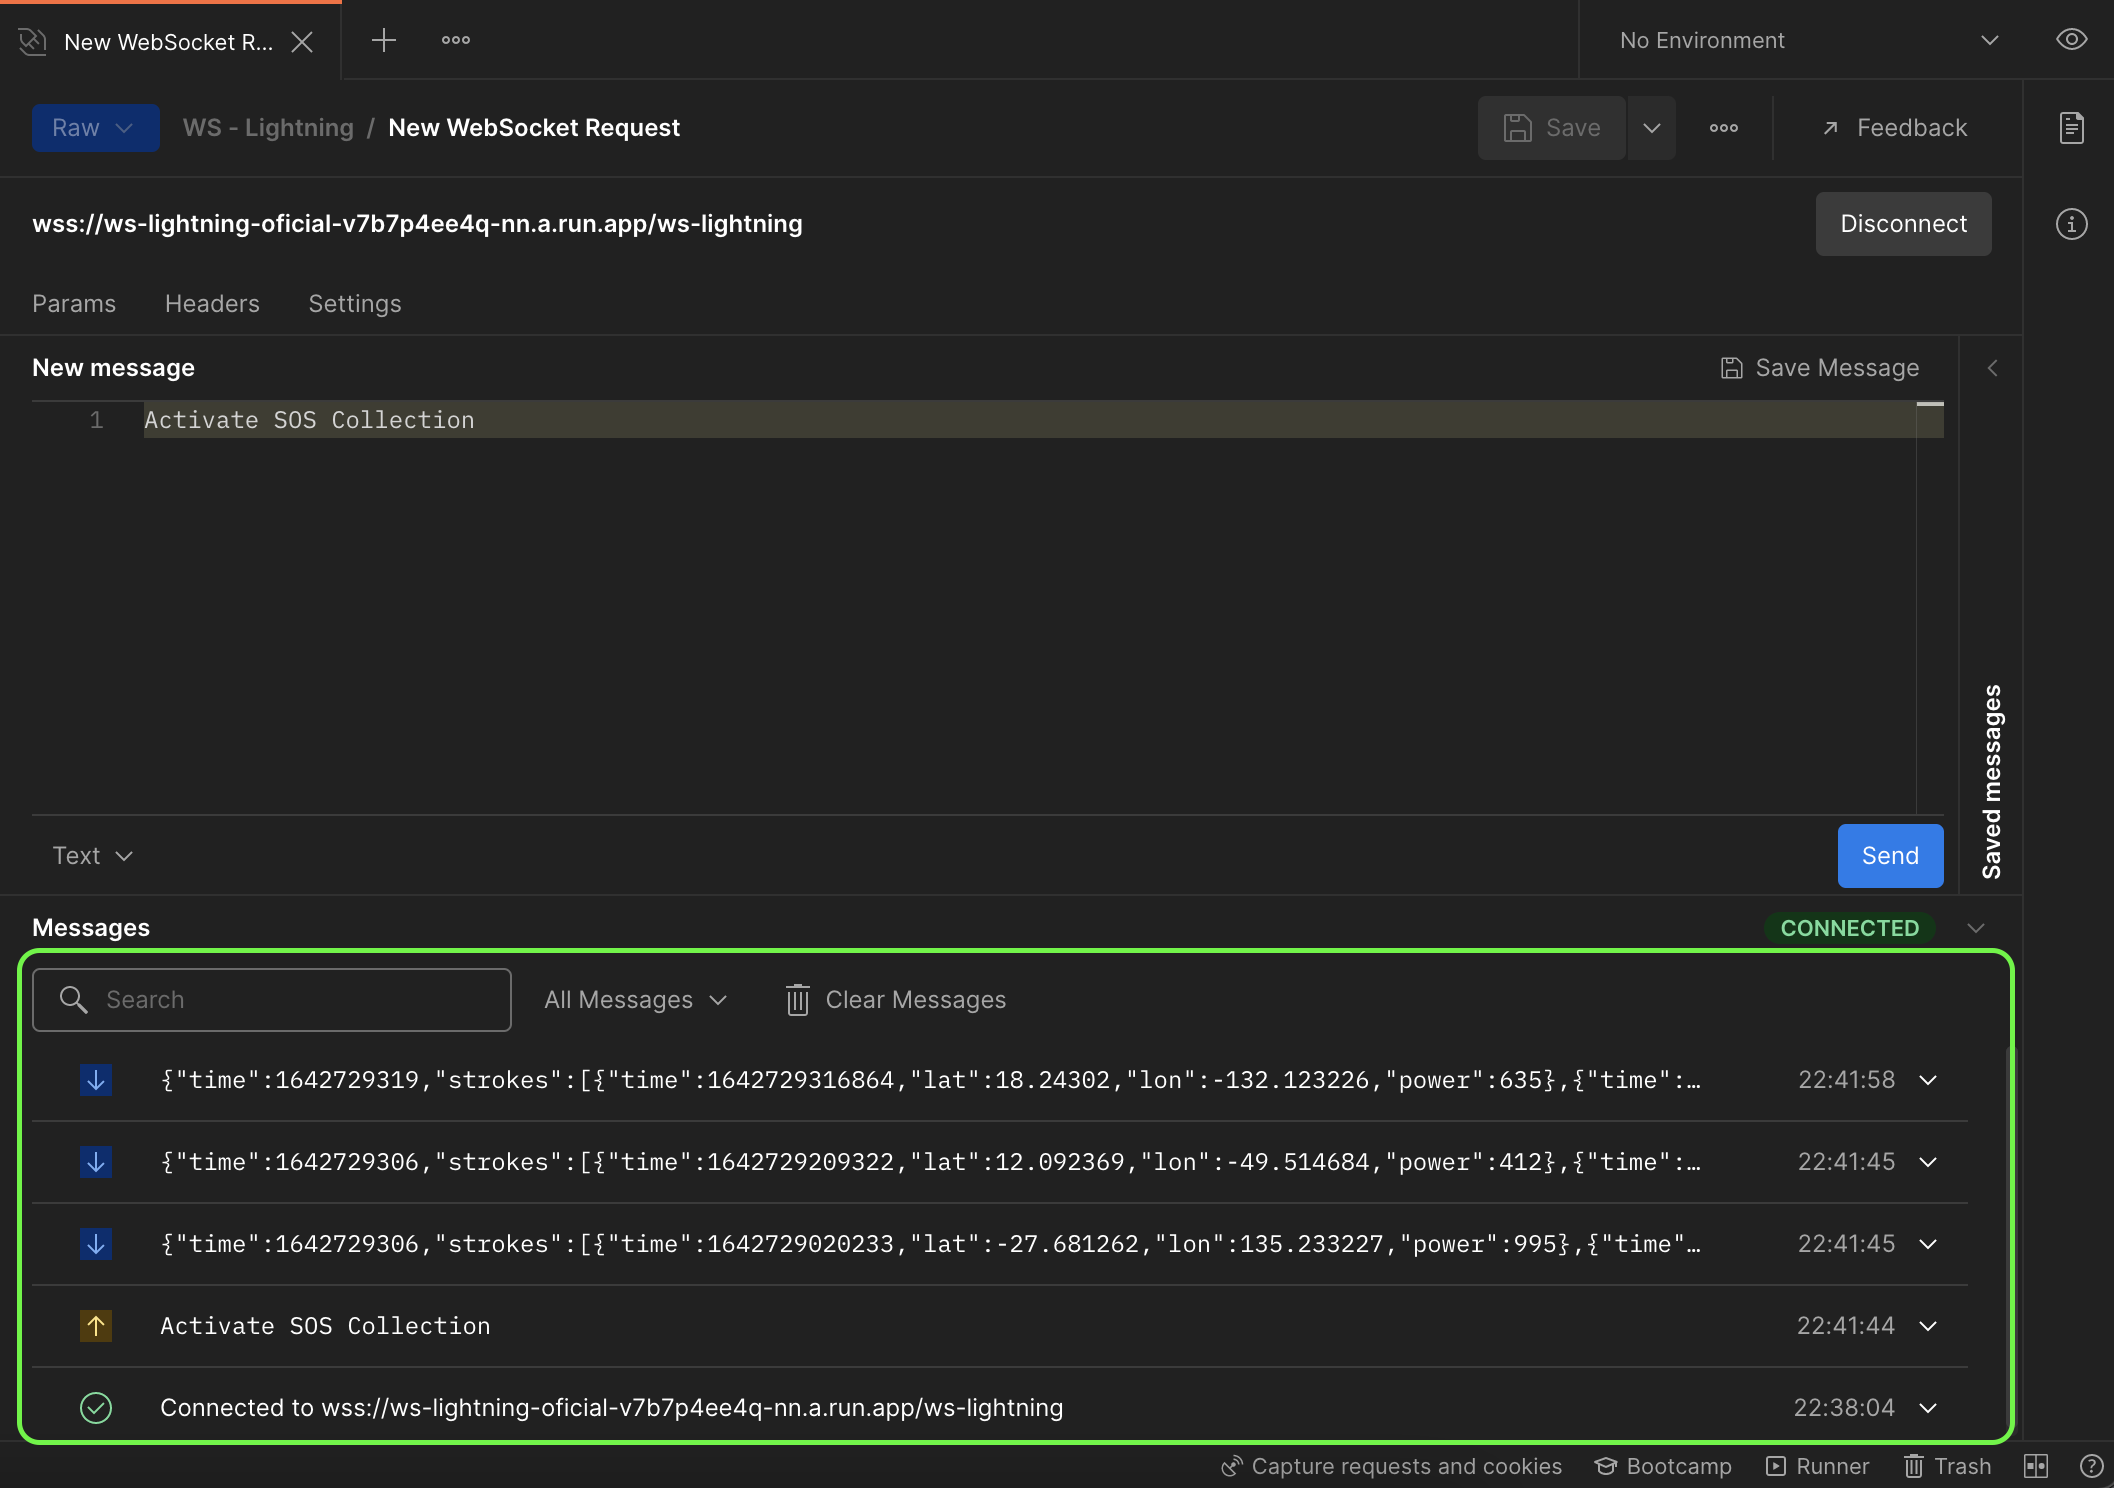 New WebSocket R...
No Environment
Raw
WS - Lightning / New WebSocket Request
Save
Feedback
wss://ws-lightning-oficial-v7b7p4ee4q-nn.a.run.app/ws-lightning
Disconnect
Params Headers Settings
New message
Save Message
1 Activate SOS Collection
Saved messages
Text
Send
Messages
CONNECTED
Search
All Messages
Clear Messages
{"time":1642729319,"strokes":[{"time":1642729316864,"lat":18.24302,"lon":-132.123226,"power":635},{"time":… 22:41:58
{"time":1642729306,"strokes":[{"time":1642729209322,"lat":12.092369,"lon":-49.514684,"power":412},{"time":… 22:41:45
{"time":1642729306,"strokes":[{"time":1642729020233,"lat":-27.681262,"lon":135.233227,"power":995},{"time"… 22:41:45
Activate SOS Collection 22:41:44
Connected to wss://ws-lightning-oficial-v7b7p4ee4q-nn.a.run.app/ws-lightning 22:38:04
Capture requests and cookies Bootcamp Runner Trash